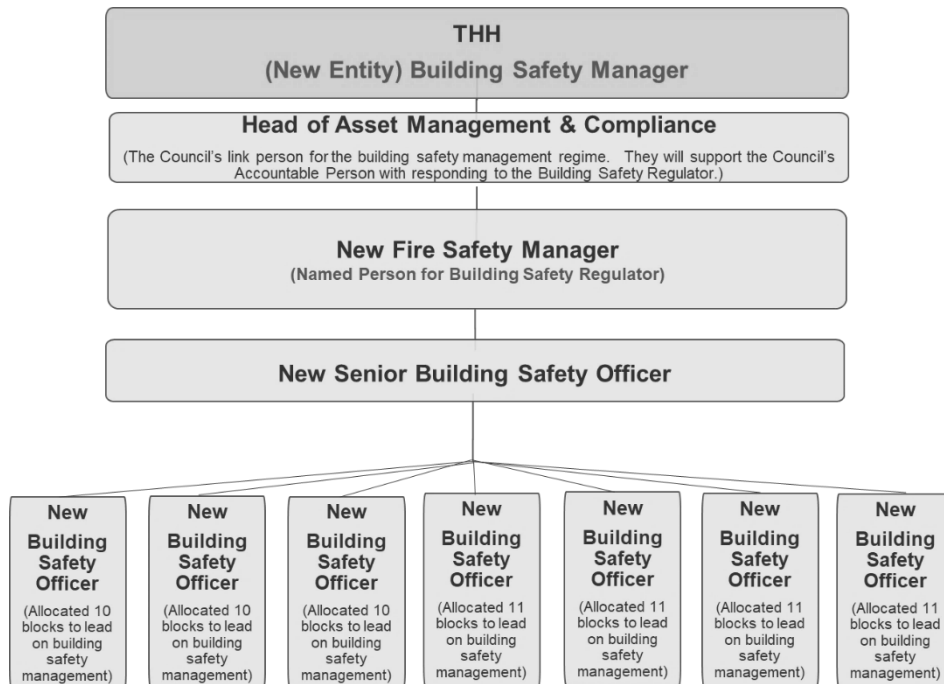 THH
(New Entity) Building Safety Manager
Head of Asset Management & Compliance
(The Council's link person for the building safety management regime. They will support the Council's
Accountable Person with responding to the Building Safety Regulator.)
New Fire Safety Manager
(Named Person for Building Safety Regulator)
New Senior Building Safety Officer
New
Building
Safety
Officer
(Allocated 10
blocks to lead
on building
safety
management)
New
Building
Safety
Officer
(Allocated 10
blocks to lead
on building
safety
management)
New
Building
Safety
Officer
(Allocated 10
blocks to lead
on building
safety
management)
New
Building
Safety
Officer
(Allocated 11
blocks to lead
on building
safety
management)
New
Building
Safety
Officer
(Allocated 11
blocks to lead
on building
safety
management)
New
Building
Safety
Officer
(Allocated 11
blocks to lead
on building
safety
management)
New
Building
Safety
Officer
(Allocated 11
blocks to lead
on building
safety
management)